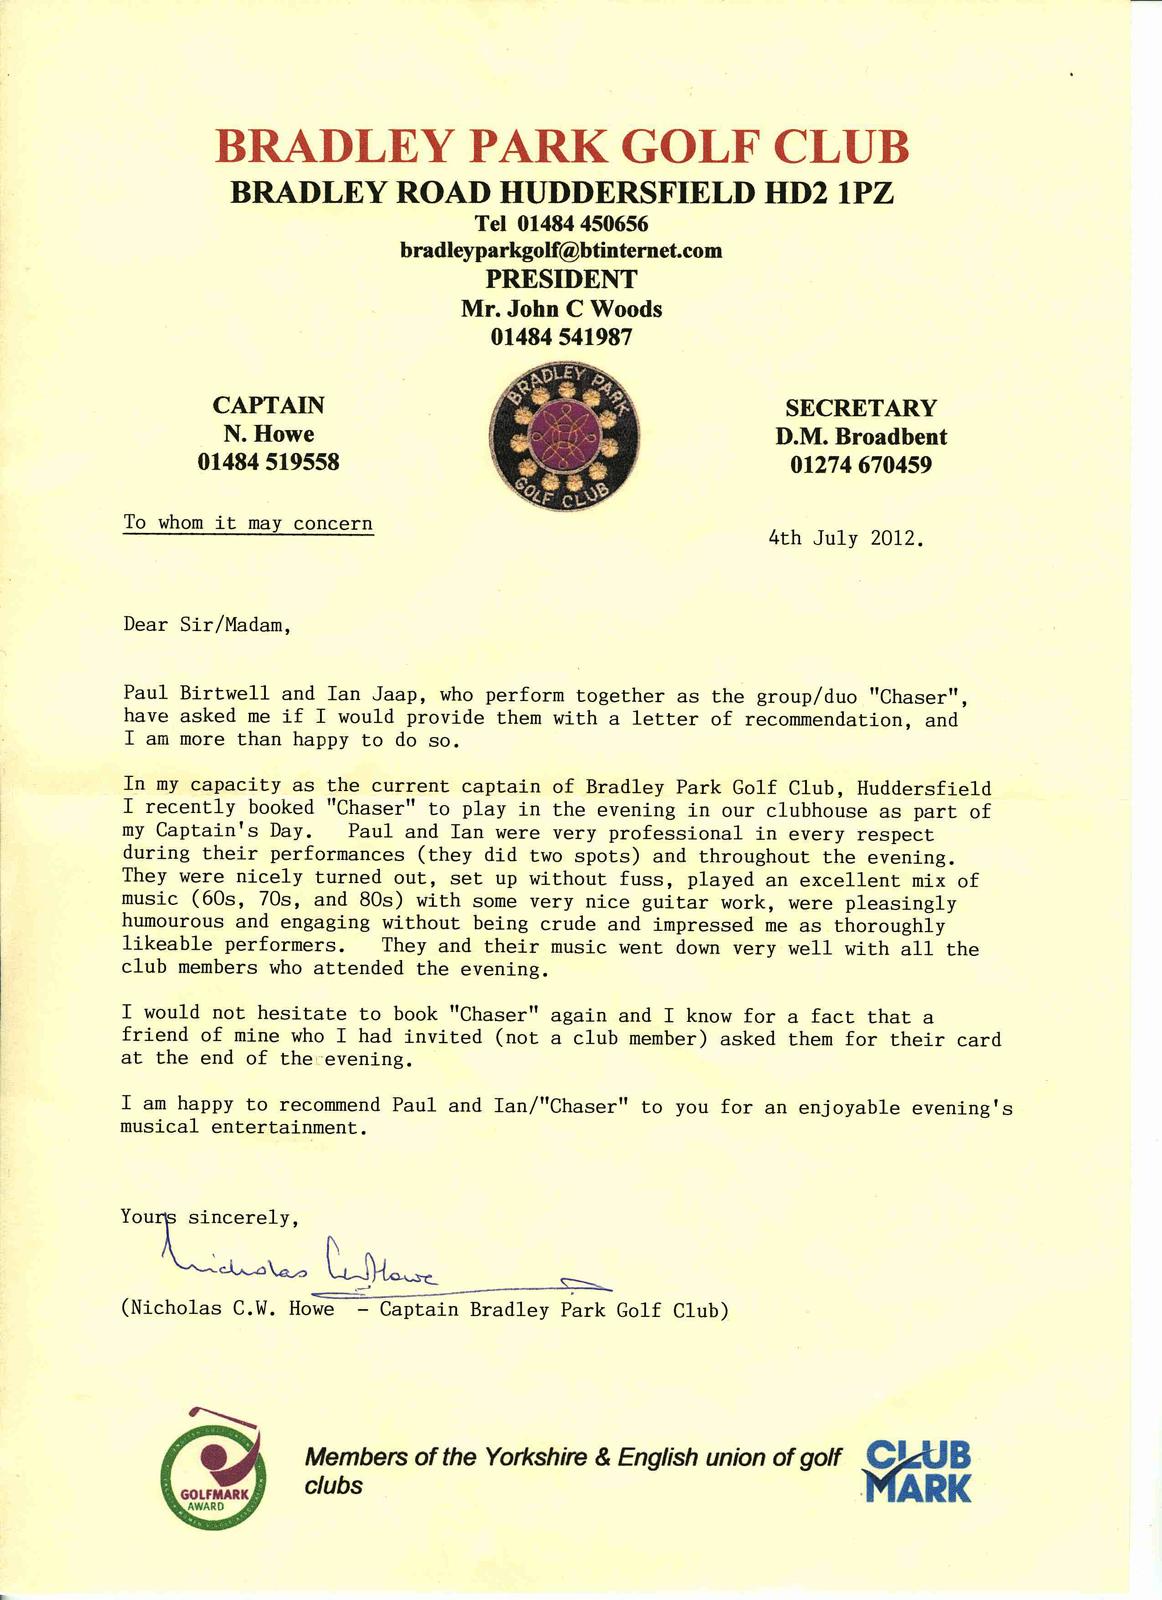 BRADLEY PARK GOLF CLUB
BRADLEY ROAD HUDDERSFIELD HD2 1PZ
Tel 01484 450656
bradleyparkgolf@btinternet.com
PRESIDENT
Mr. John C Woods
01484 541987
CAPTAIN
N. Howe
01484 519558
BRADLEY PARK
GOLF CLUB
SECRETARY
D.M. Broadbent
01274 670459
To whom it may concern
4th July 2012.
Dear Sir/Madam,
Paul Birtwell and Ian Jaap, who perform together as the group/duo "Chaser",
have asked me if I would provide them with a letter of recommendation, and
I am more than happy to do so.
In my capacity as the current captain of Bradley Park Golf Club, Huddersfield
I recently booked "Chaser" to play in the evening in our clubhouse as part of
my Captain's Day. Paul and Ian were very professional in every respect
during their performances (they did two spots) and throughout the evening.
They were nicely turned out, set up without fuss, played an excellent mix of
music (60s, 70s, and 80s) with some very nice guitar work, were pleasingly
humourous and engaging without being crude and impressed me as thoroughly
likeable performers. They and their music went down very well with all the
club members who attended the evening.
I would not hesitate to book "Chaser" again and I know for a fact that a
friend of mine who I had invited (not a club member) asked them for their card
at the end of the evening.
I am happy to recommend Paul and Ian/"Chaser" to you for an enjoyable evening's
musical entertainment.
Yours sincerely,
Nicholas C.W. Howe
(Nicholas C.W. Howe - Captain Bradley Park Golf Club)
GOLFMARK
AWARD
Members of the Yorkshire & English union of golf
clubs
CLUB
MARK